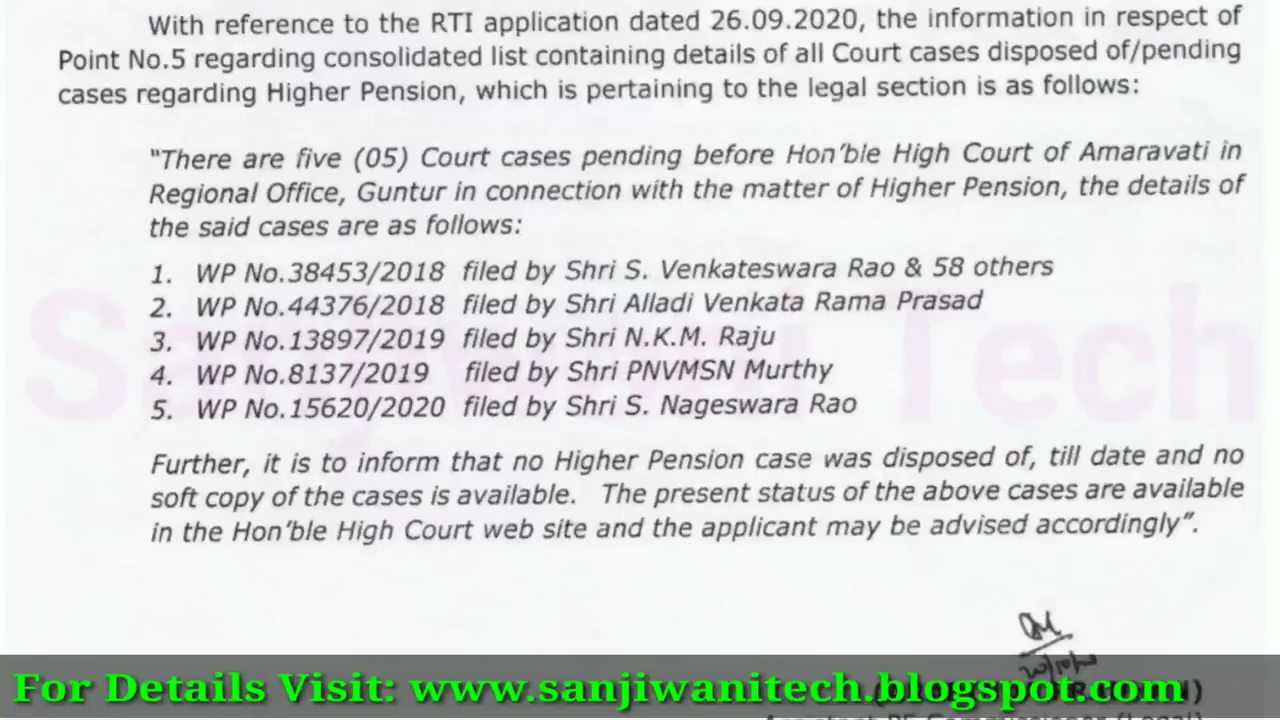 With reference to the RTI application dated 26.09.2020, the information in respect of
Point No.5 regarding consolidated list containing details of all Court cases disposed of/pending
cases regarding Higher Pension, which is pertaining to the legal section is as follows:
"There are five (05) Court cases pending before Hon'ble High Court of Amaravati in
Regional Office, Guntur in connection with the matter of Higher Pension, the details of
the said cases are as follows:
1. WP No.38453/2018 filed by Shri S. Venkateswara Rao & 58 others
2. WP No.44376/2018 filed by Shri Alladi Venkata Rama Prasad
3. WP No.13897/2019 filed by Shri N.K.M. Raju
4. WP No.8137/2019 filed by Shri PNVMSN Murthy
5. WP No.15620/2020 filed by Shri S. Nageswara Rao
Further, it is to inform that no Higher Pension case was disposed of, till date and no
soft copy of the cases is available. The present status of the above cases are available
in the Hon'ble High Court web site and the applicant may be advised accordingly".
Sanjiwani Tech
For Details Visit: www.sanjiwanitech.blogspot.com
Assistant PF Commissioner (Legal)